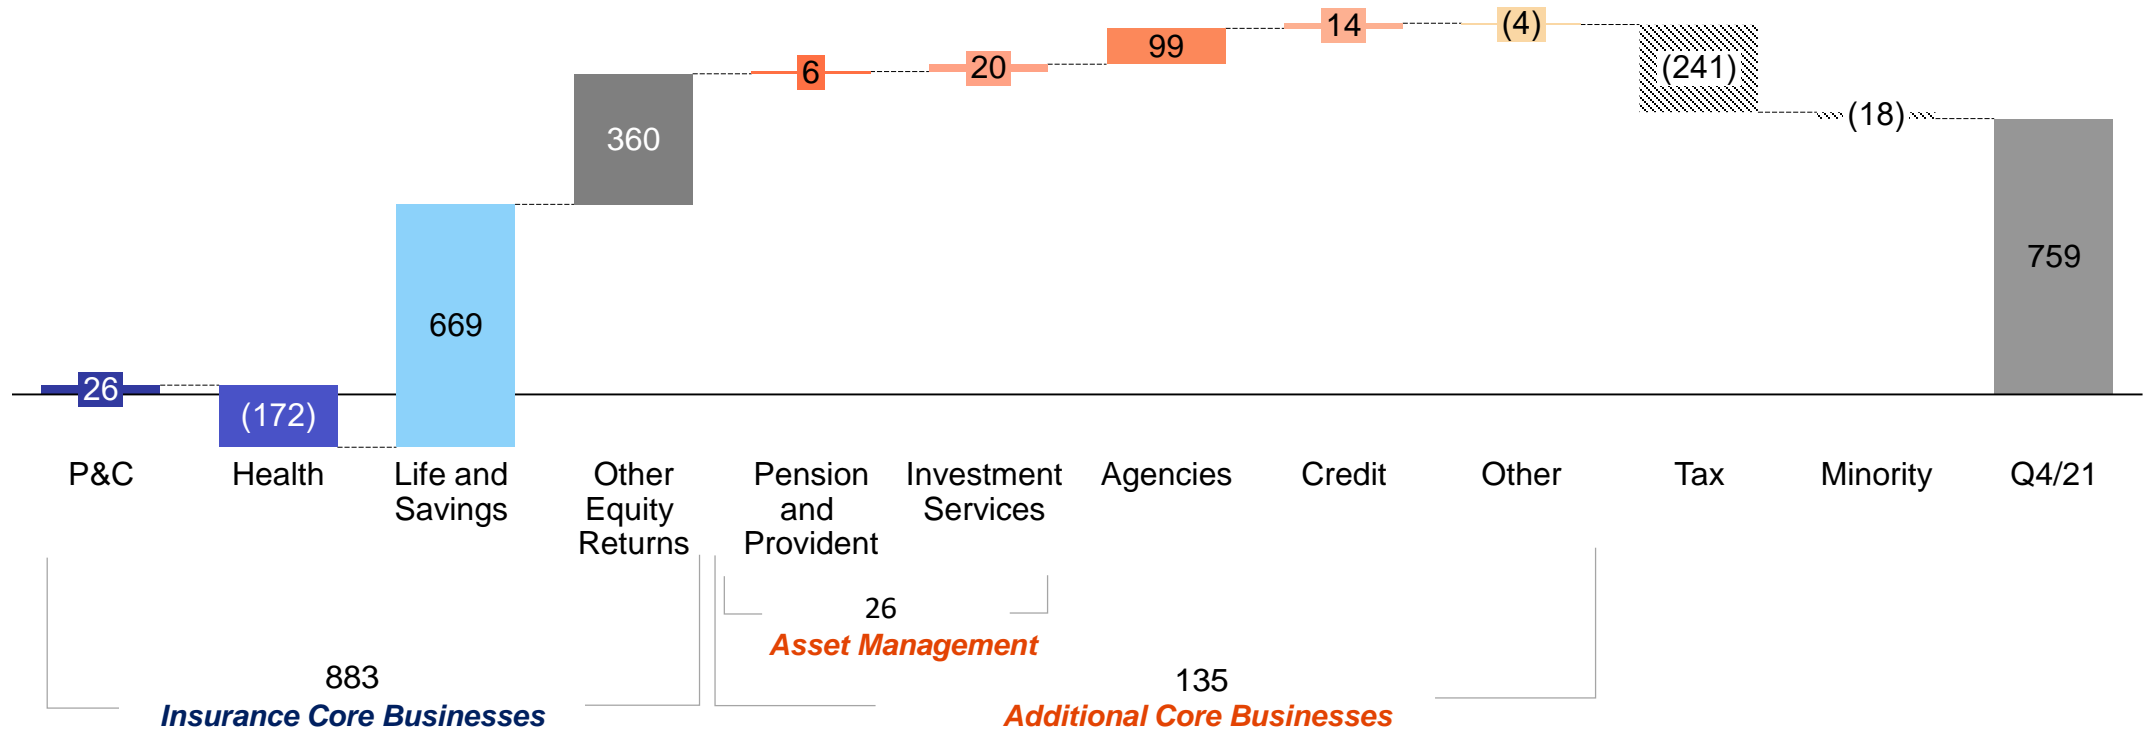 26
(172)
669
360
6
20
99
14
(4)
(241)
(18)
759
P&C
Health
Life and
Savings
Other
Equity
Returns
Pension
and
Provident
Investment
Services
Agencies
Credit
Other
Tax
Minority
Q4/21
26
Asset Management
883
Insurance Core Businesses
135
Additional Core Businesses